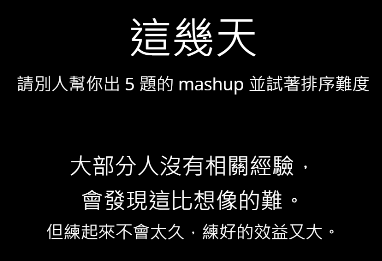 這幾天
請別人幫你出 5 題的 mashup 並試著排序難度
大部分人沒有相關經驗，
會發現這比想像的難。
但練起來不會太久，練好的效益又大。